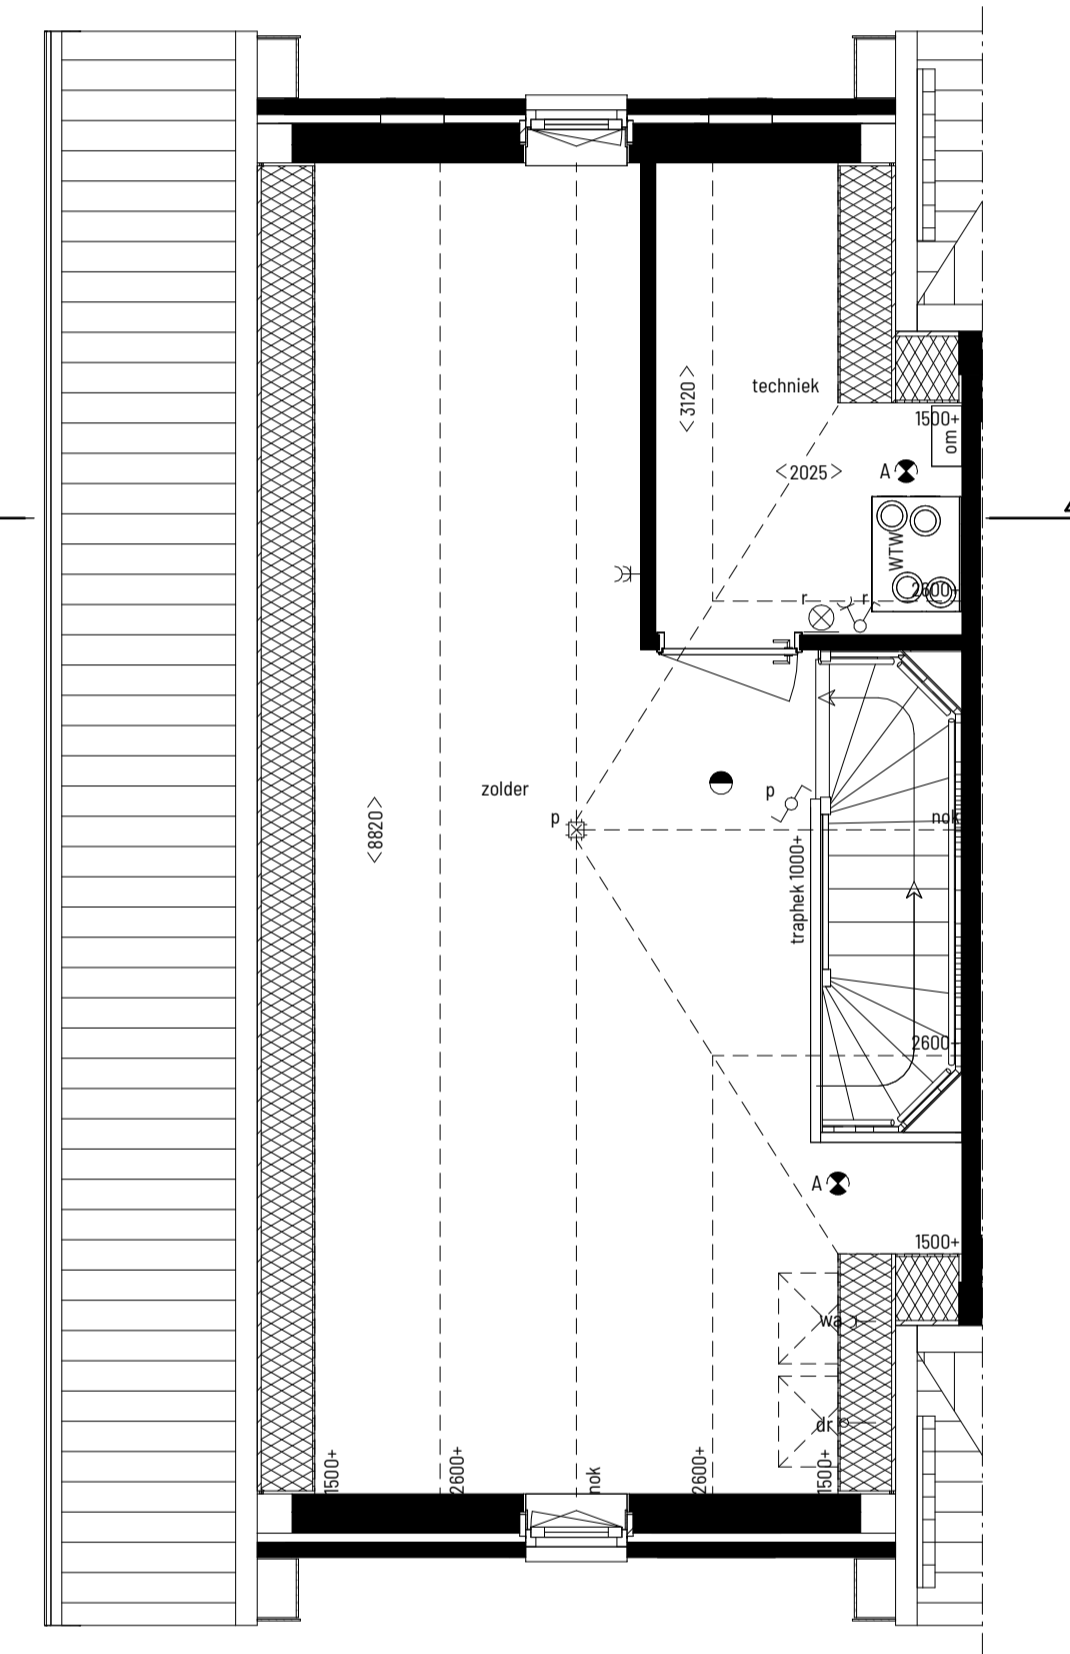 techniek
<3120>
1500+
om
<2025>
A
WTW
2600+
r
r
zolder
p
p
nok
<8820>
traphek 1000+
2600+
A
1500+
wa
dr
1500+
2600+
nok
2600+
1500+